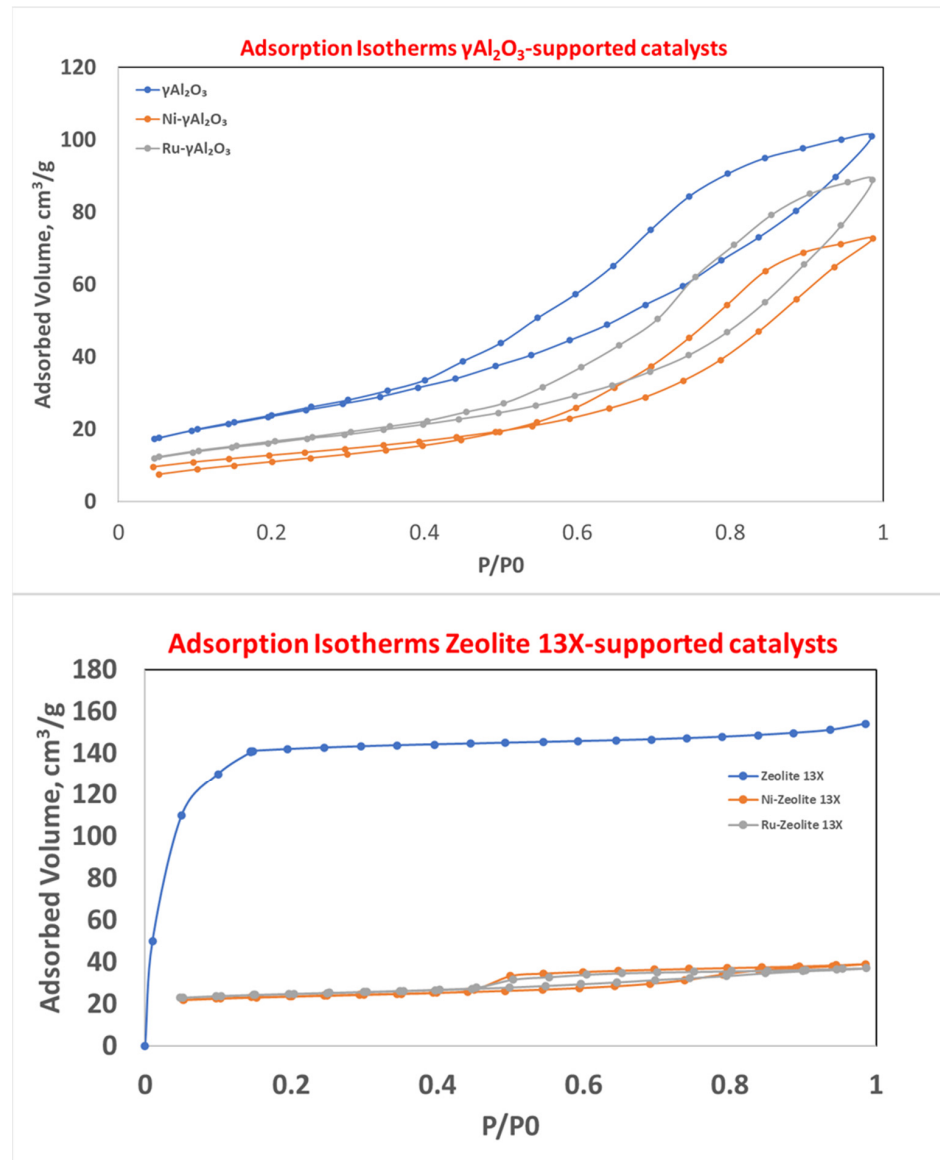 Adsorption Isotherms γAl₂O₃-supported catalysts
120
100
80
60
40
20
0
Adsorbed Volume, cm³/g
γAl₂O₃
Ni-γAl₂O₃
Ru-γAl₂O₃
0 0.2 0.4 0.6 0.8 1
P/P0
Adsorption Isotherms Zeolite 13X-supported catalysts
180
160
140
120
100
80
60
40
20
0
Adsorbed Volume, cm³/g
Zeolite 13X
Ni-Zeolite 13X
Ru-Zeolite 13X
0 0.2 0.4 0.6 0.8 1
P/P0